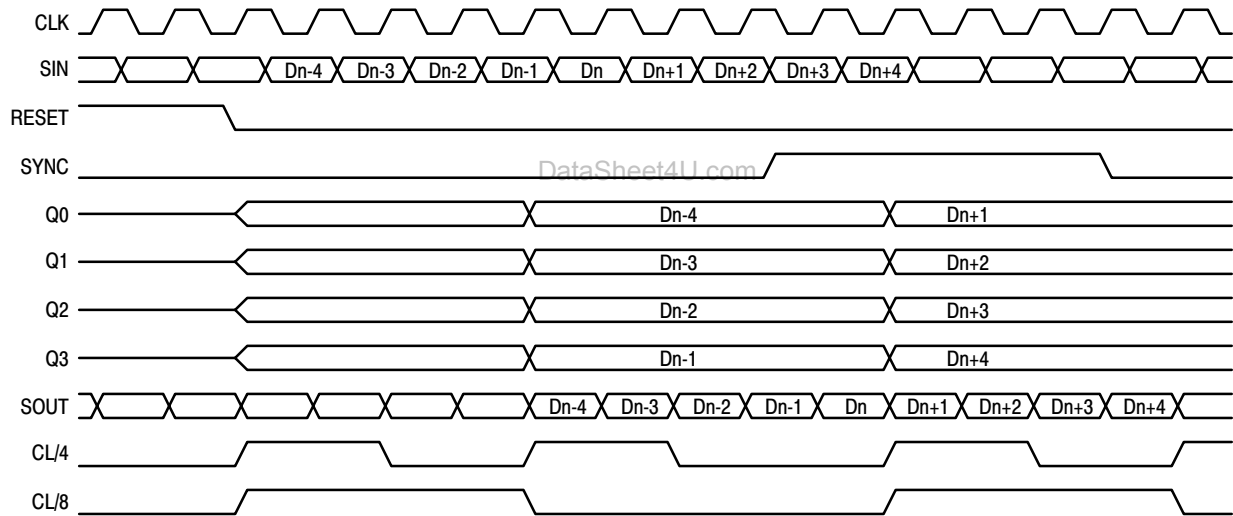 CLK
SIN Dn-4 Dn-3 Dn-2 Dn-1 Dn Dn+1 Dn+2 Dn+3 Dn+4
RESET
SYNC
DataSheet4U.com
Q0 Dn-4 Dn+1
Q1 Dn-3 Dn+2
Q2 Dn-2 Dn+3
Q3 Dn-1 Dn+4
SOUT Dn-4 Dn-3 Dn-2 Dn-1 Dn Dn+1 Dn+2 Dn+3 Dn+4
CL/4
CL/8